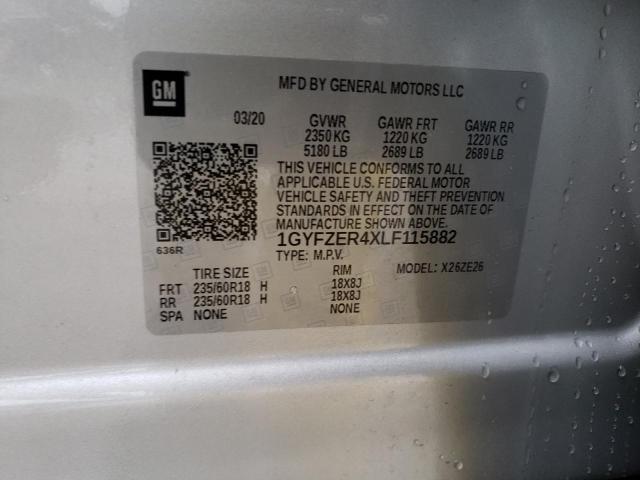 GM
MFD BY GENERAL MOTORS LLC
03/20 GVWR GAWR FRT GAWR RR
2350 KG 1220 KG 1220 KG
5180 LB 2689 LB 2689 LB
THIS VEHICLE CONFORMS TO ALL
APPLICABLE U.S. FEDERAL MOTOR
VEHICLE SAFETY AND THEFT PREVENTION
STANDARDS IN EFFECT ON THE DATE OF
MANUFACTURE SHOWN ABOVE.
1GYFZER4XLF115882
636R
TYPE: M.P.V. MODEL: X26ZE26
TIRE SIZE RIM
FRT 235/60R18 H 18X8J
RR 235/60R18 H 18X8J
SPA NONE NONE